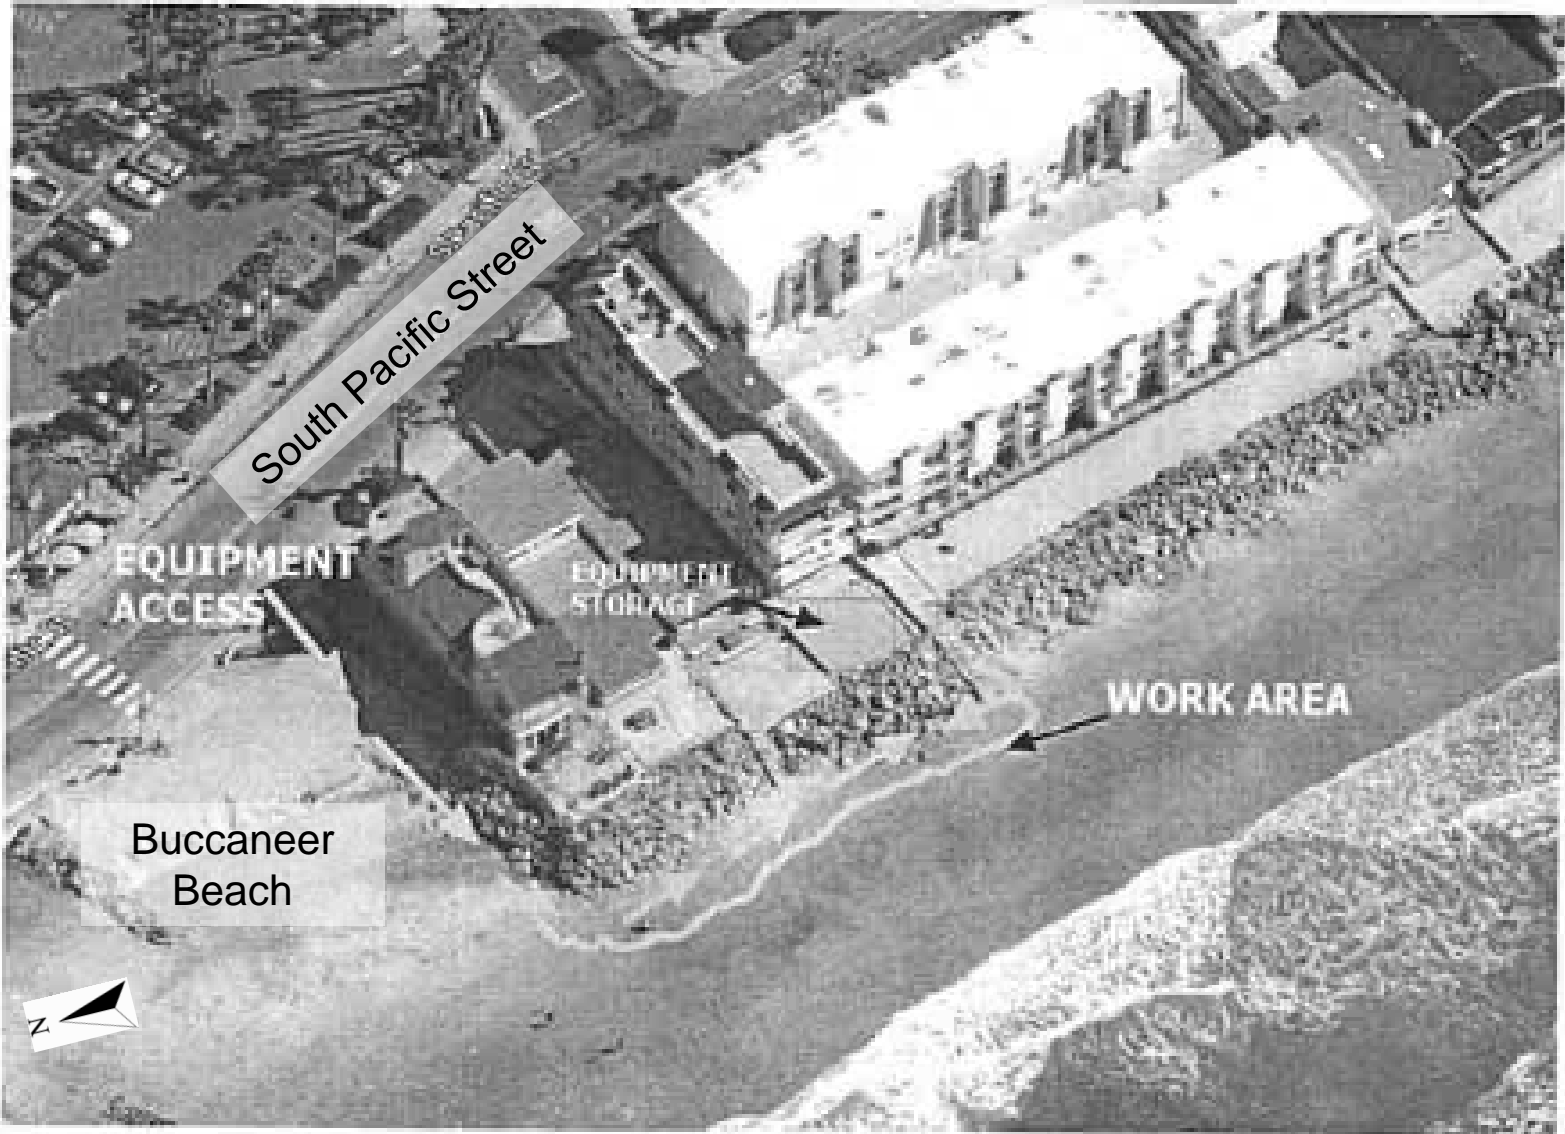 South Pacific Street
EQUIPMENT
ACCESS
EQUIPMENT
STORAGE
WORK AREA
Buccaneer
Beach
N